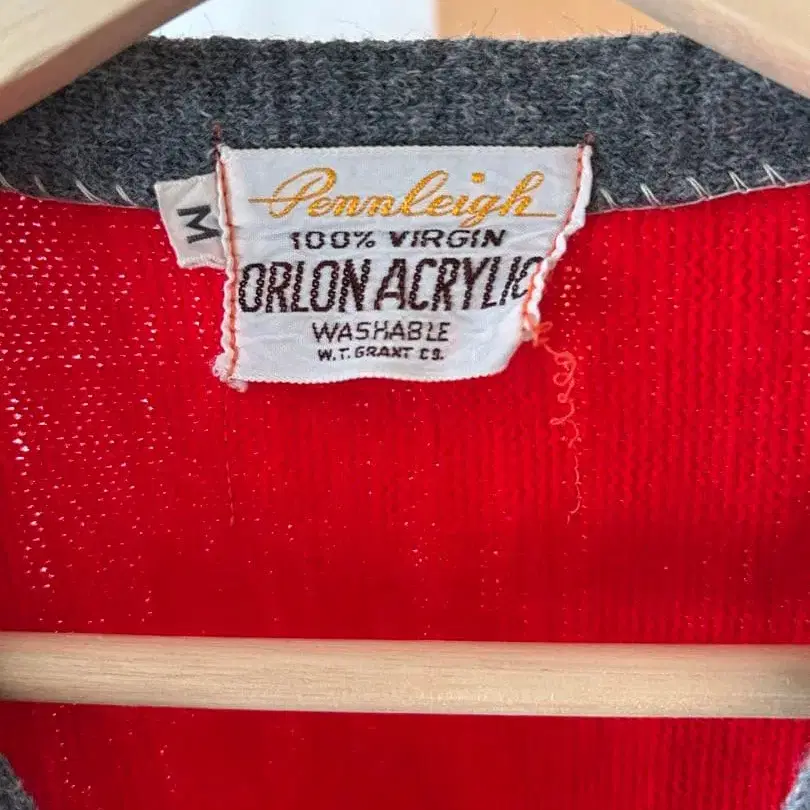 M
Pennleigh
100% VIRGIN
ORLON ACRYLIC
WASHABLE
W.T. GRANT CO.